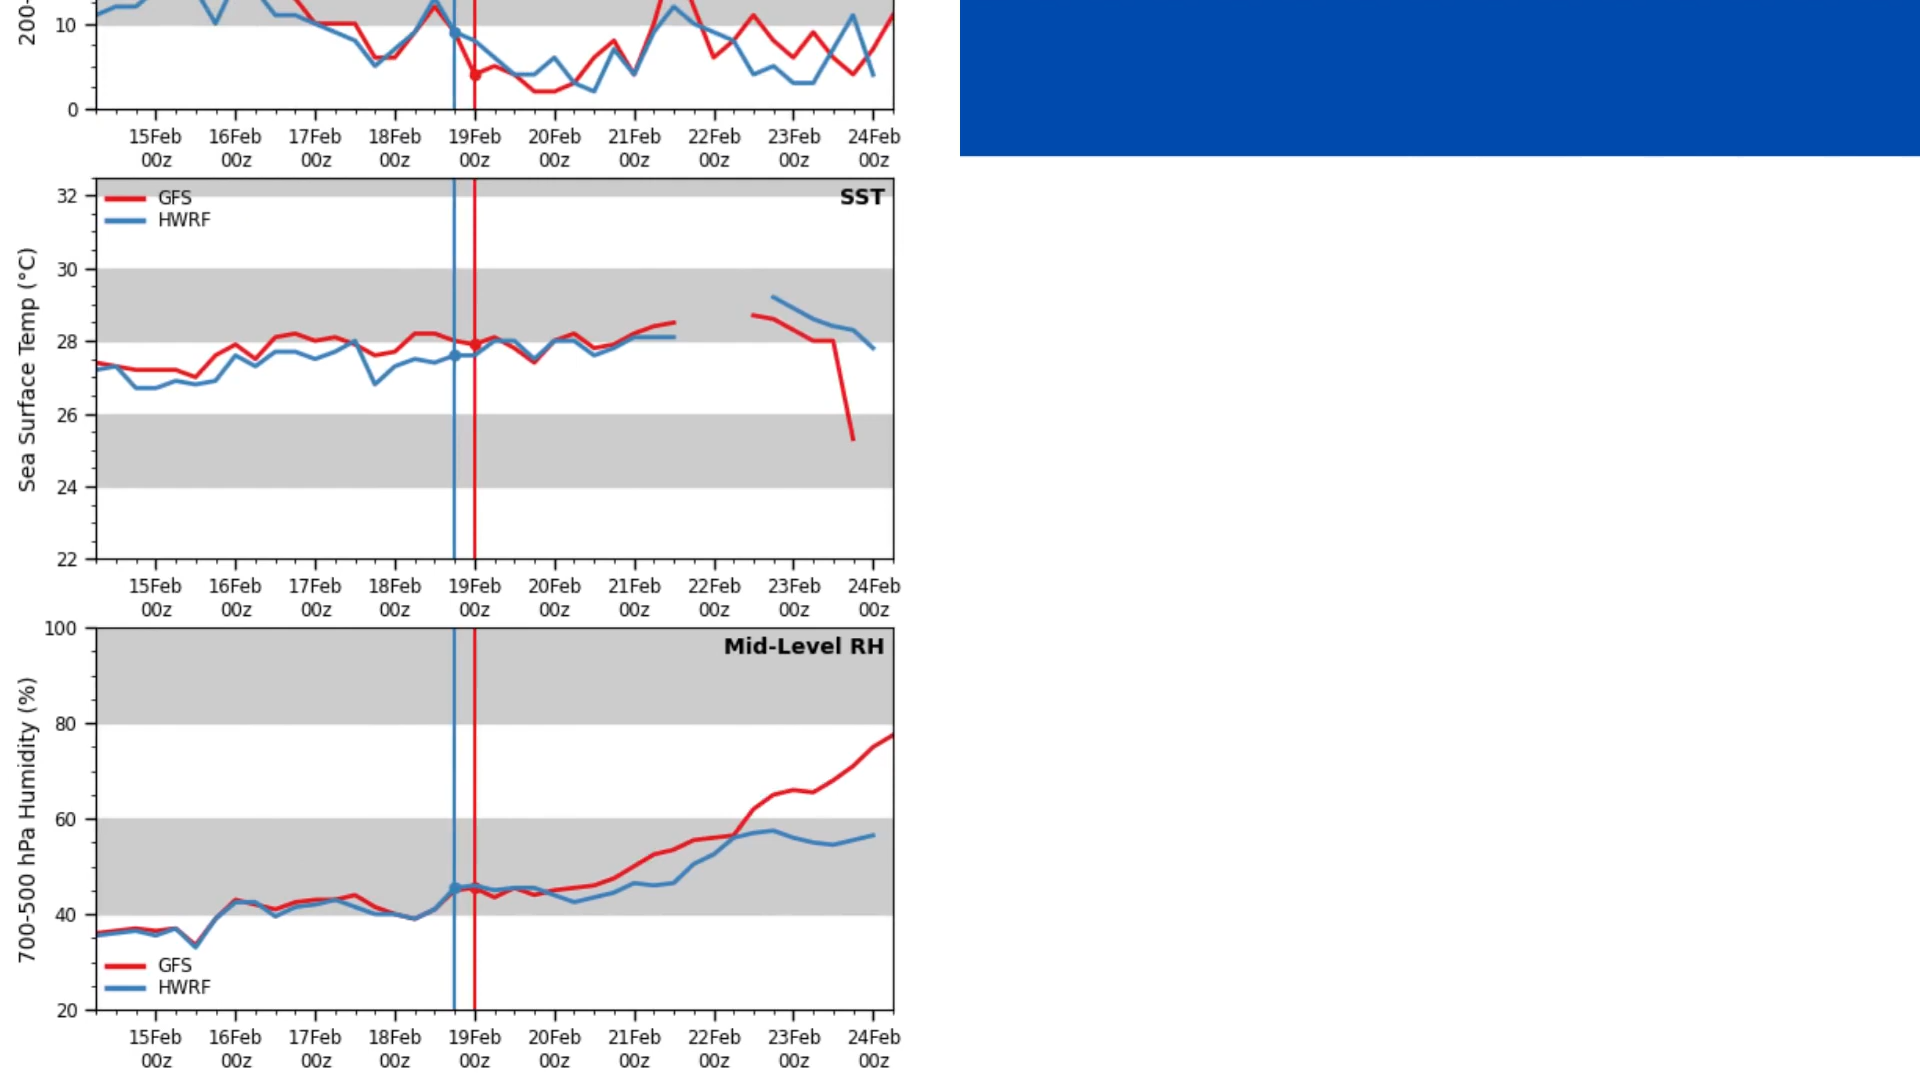 200-
10
0
15Feb 16Feb 17Feb 18Feb 19Feb 20Feb 21Feb 22Feb 23Feb 24Feb
00z 00z 00z 00z 00z 00z 00z 00z 00z 00z
SST
GFS
HWRF
Sea Surface Temp (°C)
32
30
28
26
24
22
15Feb 16Feb 17Feb 18Feb 19Feb 20Feb 21Feb 22Feb 23Feb 24Feb
00z 00z 00z 00z 00z 00z 00z 00z 00z 00z
Mid-Level RH
700-500 hPa Humidity (%)
100
80
60
40
20
GFS
HWRF
15Feb 16Feb 17Feb 18Feb 19Feb 20Feb 21Feb 22Feb 23Feb 24Feb
00z 00z 00z 00z 00z 00z 00z 00z 00z 00z